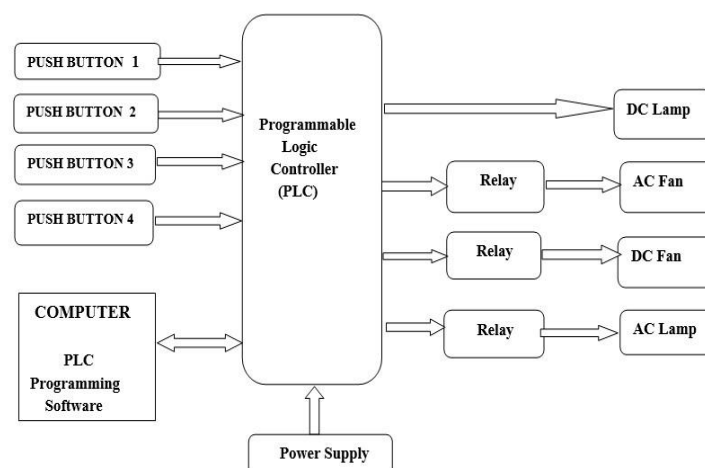 PUSH BUTTON 1
PUSH BUTTON 2
PUSH BUTTON 3
PUSH BUTTON 4
COMPUTER
PLC
Programming
Software
Programmable
Logic
Controller
(PLC)
Power Supply
DC Lamp
Relay
AC Fan
Relay
DC Fan
Relay
AC Lamp